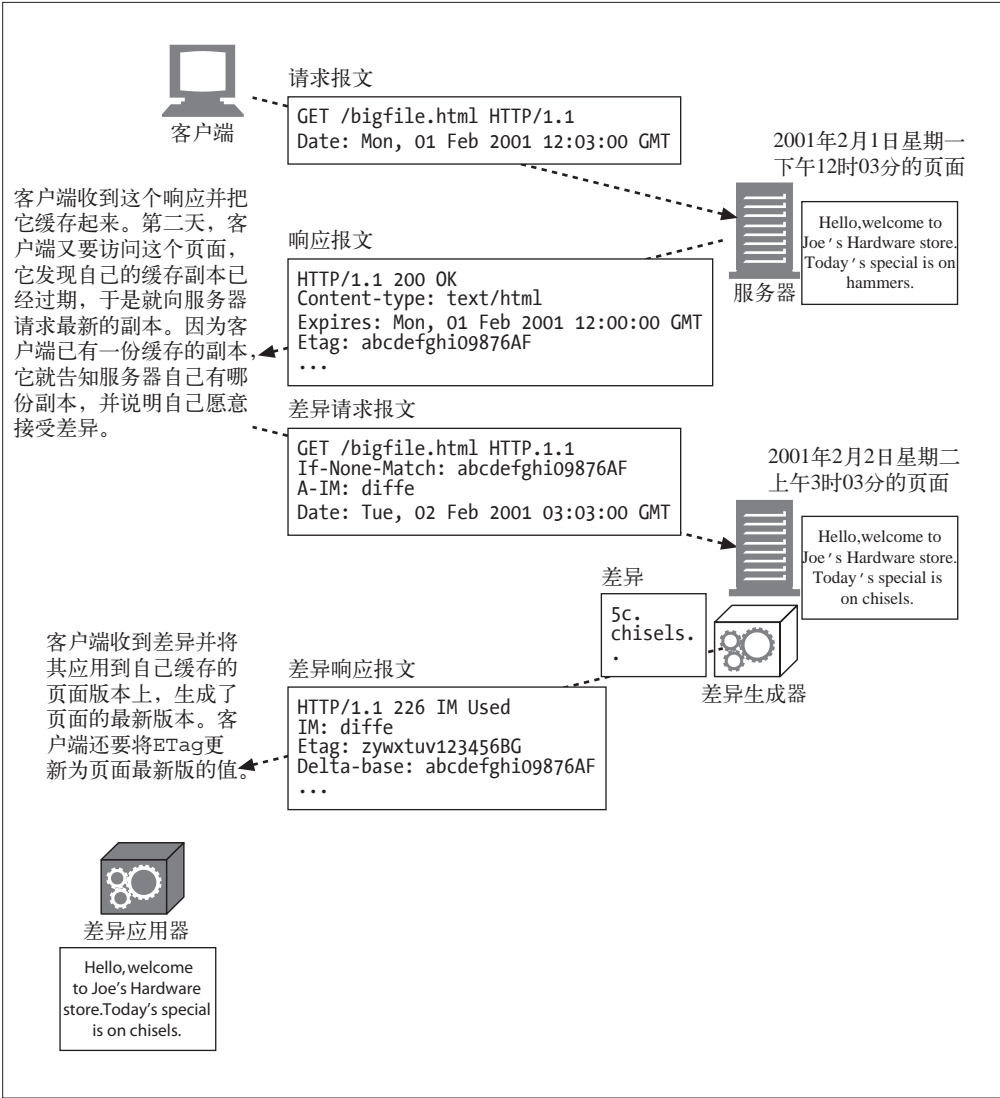 请求报文
GET /bigfile.html HTTP/1.1
Date: Mon, 01 Feb 2001 12:03:00 GMT
客户端
2001年2月1日星期一
下午12时03分的页面
Hello,welcome to
Joe's Hardware store.
Today's special is on
hammers.
服务器
客户端收到这个响应并把
它缓存起来。第二天，客
户端又要访问这个页面，
它发现自己的缓存副本已
经过期，于是就向服务器
请求最新的副本。因为客
户端已有一份缓存的副本，
它就告知服务器自己有哪
份副本，并说明自己愿意
接受差异。
响应报文
HTTP/1.1 200 OK
Content-type: text/html
Expires: Mon, 01 Feb 2001 12:00:00 GMT
Etag: abcdefghi09876AF
...
差异请求报文
GET /bigfile.html HTTP.1.1
If-None-Match: abcdefghi09876AF
A-IM: diffe
Date: Tue, 02 Feb 2001 03:03:00 GMT
2001年2月2日星期二
上午3时03分的页面
Hello,welcome to
Joe's Hardware store.
Today's special is
on chisels.
差异
5c.
chisels.
.
差异生成器
客户端收到差异并将
其应用到自己缓存的
页面版本上，生成了
页面的最新版本。客
户端还要将ETag更
新为页面最新版的值。
差异响应报文
HTTP/1.1 226 IM Used
IM: diffe
Etag: zywxtuv123456BG
Delta-base: abcdefghi09876AF
...
差异应用器
Hello,welcome
to Joe's Hardware
store.Today's special
is on chisels.